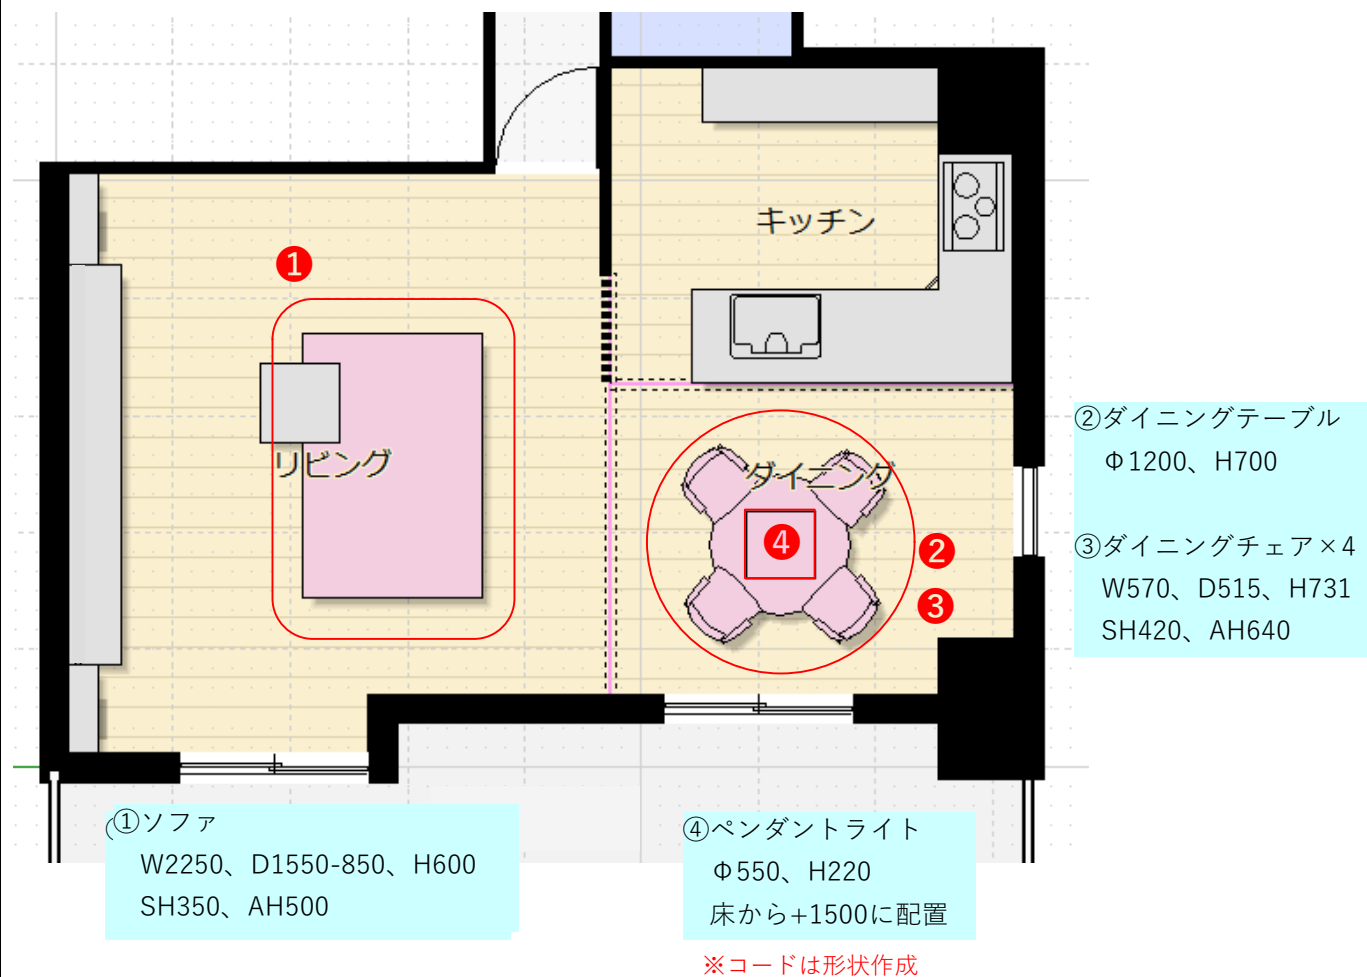 キッチン
❶
リビング
ダイニング
❹
❷
❸
②ダイニングテーブル
Φ1200、H700
③ダイニングチェア×4
W570、D515、H731
SH420、AH640
①ソファ
W2250、D1550-850、H600
SH350、AH500
④ペンダントライト
Φ550、H220
床から+1500に配置
※コードは形状作成